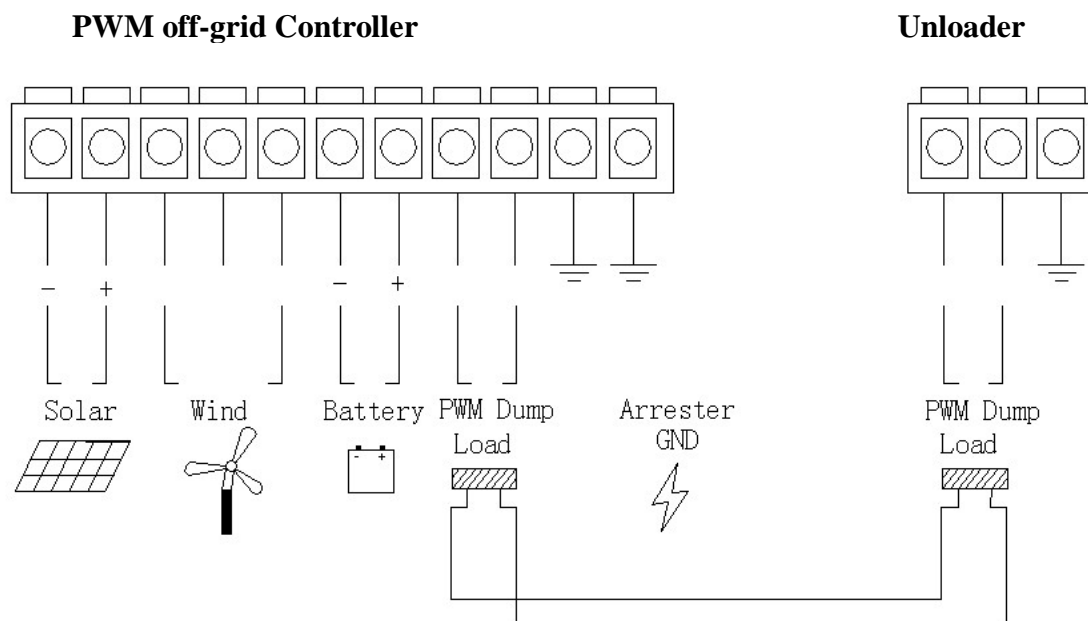 PWM off-grid Controller
Unloader
- + - +
Solar Wind Battery PWM Dump Load Arrester GND PWM Dump Load
- +